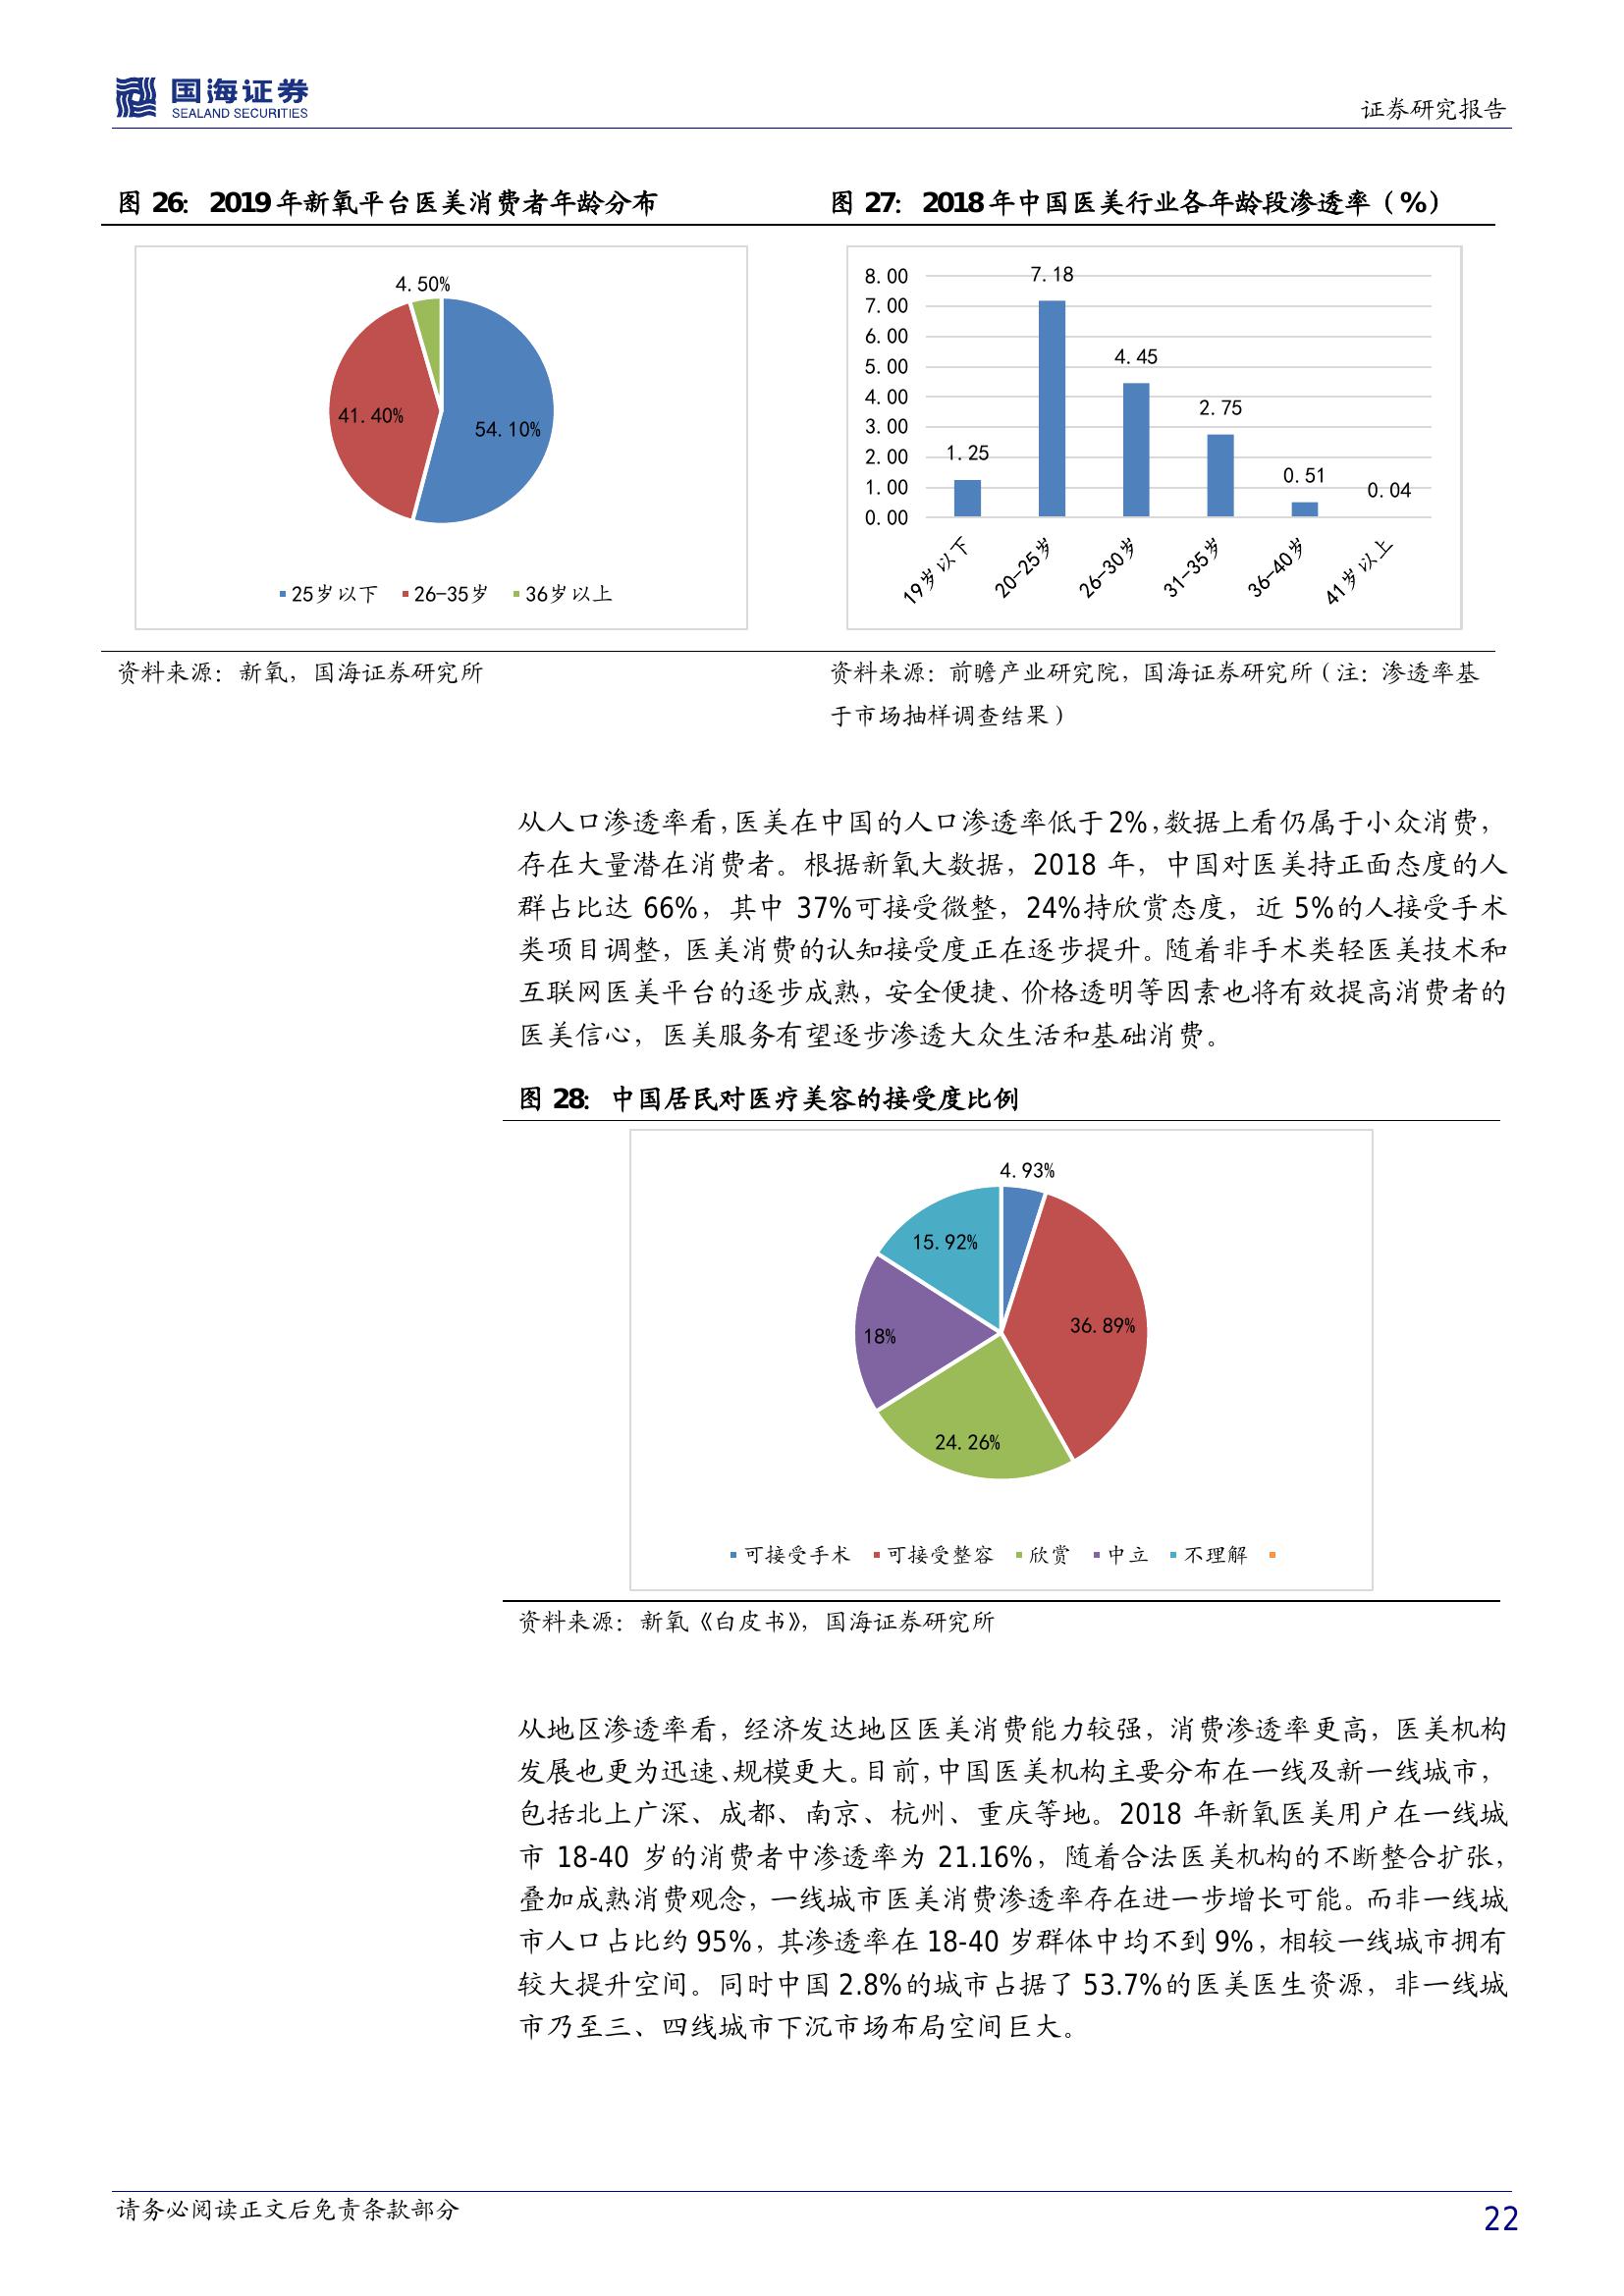 国海证券
SEALAND SECURITIES
证券研究报告
图 26: 2019年新氧平台医美消费者年龄分布
4.50%
41.40%
54.10%
25岁以下 26-35岁 36岁以上
资料来源：新氧，国海证券研究所
图 27: 2018年中国医美行业各年龄段渗透率（%）
8.00
7.00
6.00
5.00
4.00
3.00
2.00
1.00
0.00
1.25
7.18
4.45
2.75
0.51
0.04
19岁以下
20-25岁
26-30岁
31-35岁
36-40岁
41岁以上
资料来源：前瞻产业研究院，国海证券研究所（注：渗透率基
于市场抽样调查结果）
从人口渗透率看，医美在中国的人口渗透率低于2%，数据上看仍属于小众消费，
存在大量潜在消费者。根据新氧大数据，2018 年，中国对医美持正面态度的人
群占比达 66%，其中 37%可接受微整，24%持欣赏态度，近 5%的人接受手术
类项目调整，医美消费的认知接受度正在逐步提升。随着非手术类轻医美技术和
互联网医美平台的逐步成熟，安全便捷、价格透明等因素也将有效提高消费者的
医美信心，医美服务有望逐步渗透大众生活和基础消费。
图 28: 中国居民对医疗美容的接受度比例
4.93%
15.92%
36.89%
18%
24.26%
可接受手术 可接受整容 欣赏 中立 不理解
资料来源：新氧《白皮书》，国海证券研究所
从地区渗透率看，经济发达地区医美消费能力较强，消费渗透率更高，医美机构
发展也更为迅速、规模更大。目前，中国医美机构主要分布在一线及新一线城市，
包括北上广深、成都、南京、杭州、重庆等地。2018 年新氧医美用户在一线城
市 18-40 岁的消费者中渗透率为 21.16%，随着合法医美机构的不断整合扩张，
叠加成熟消费观念，一线城市医美消费渗透率存在进一步增长可能。而非一线城
市人口占比约 95%，其渗透率在 18-40 岁群体中均不到 9%，相较一线城市拥有
较大提升空间。同时中国 2.8%的城市占据了 53.7%的医美医生资源，非一线城
市乃至三、四线城市下沉市场布局空间巨大。
请务必阅读正文后免责条款部分
22